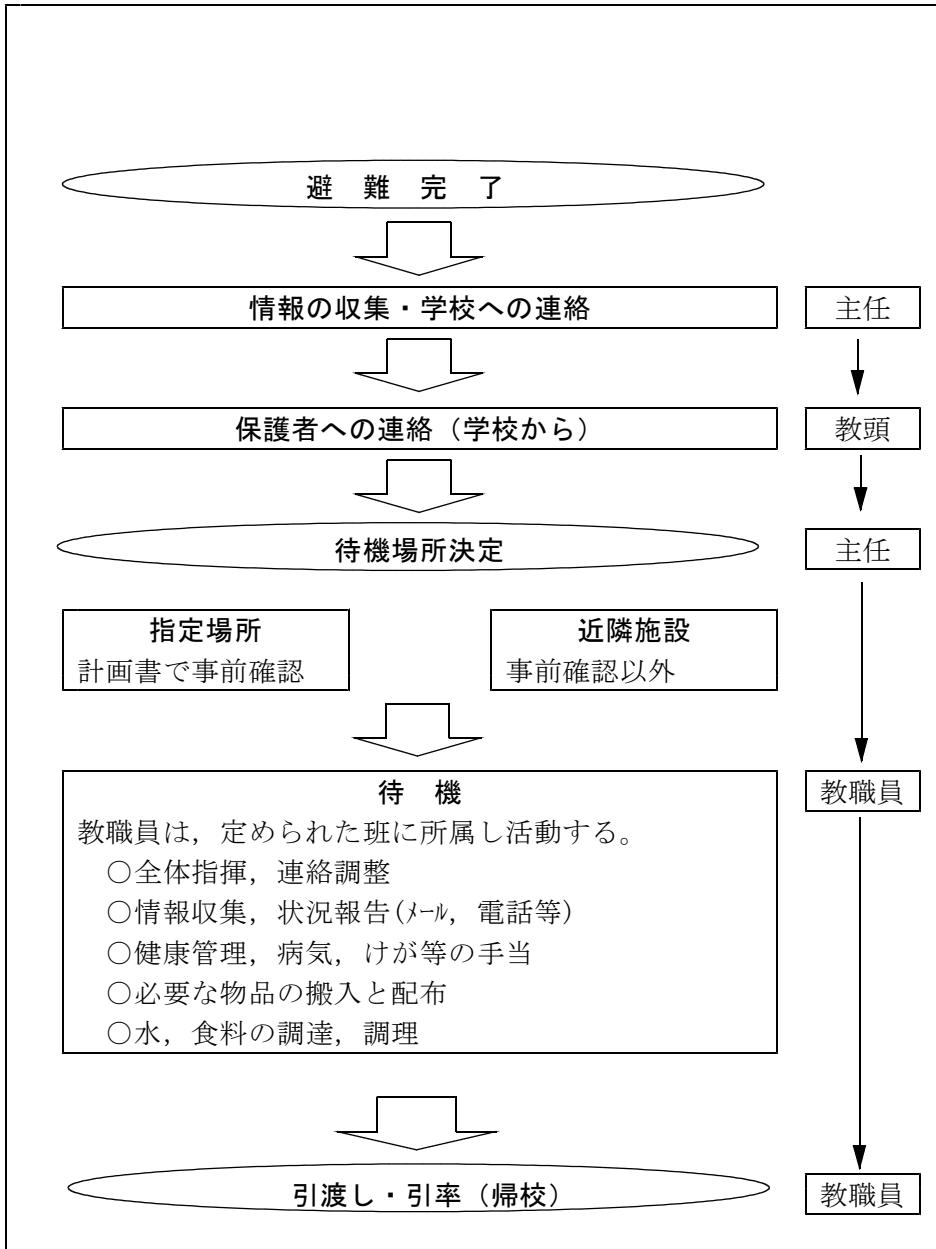 避　難　完　了
情報の収集・学校への連絡
主任
保護者への連絡（学校から）
教頭
待機場所決定
主任
指定場所
計画書で事前確認
近隣施設
事前確認以外
待　機
教職員は，定められた班に所属し活動する。
○全体指揮，連絡調整
○情報収集，状況報告(ﾒｰﾙ，電話等)
○健康管理，病気，けが等の手当
○必要な物品の搬入と配布
○水，食料の調達，調理
教職員
引渡し・引率（帰校）
教職員